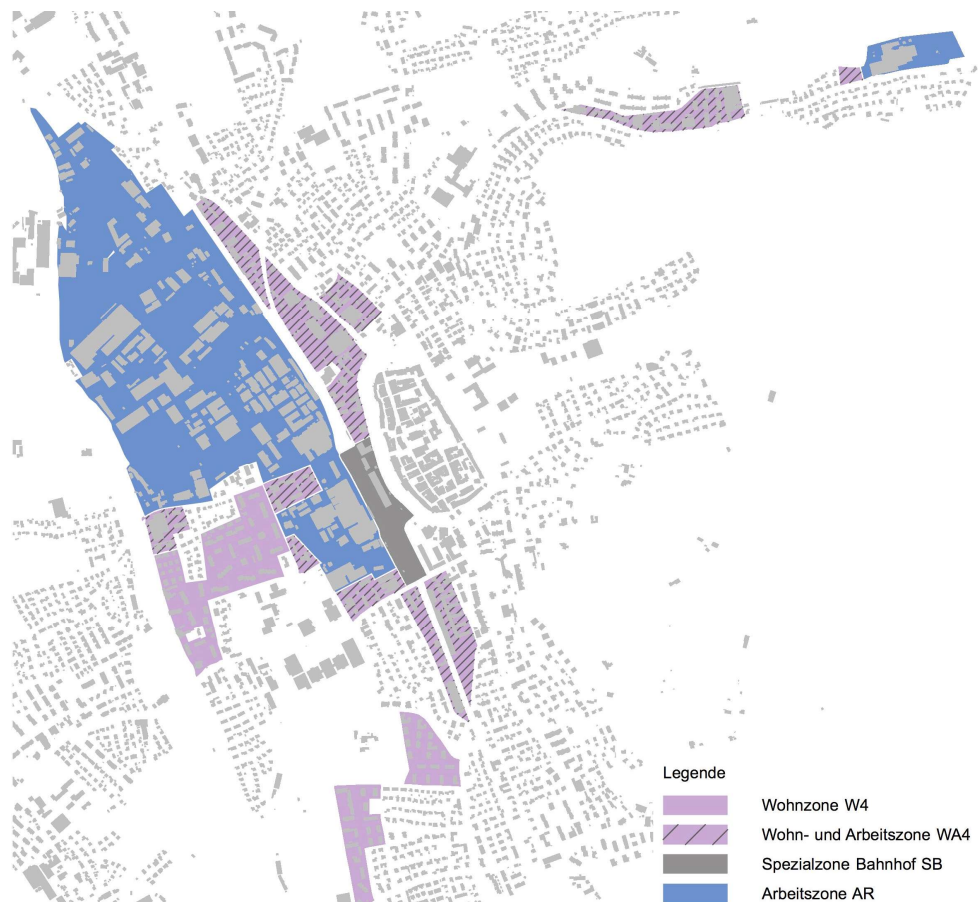 Legende
Wohnzone W4
Wohn- und Arbeitszone WA4
Spezialzone Bahnhof SB
Arbeitszone AR